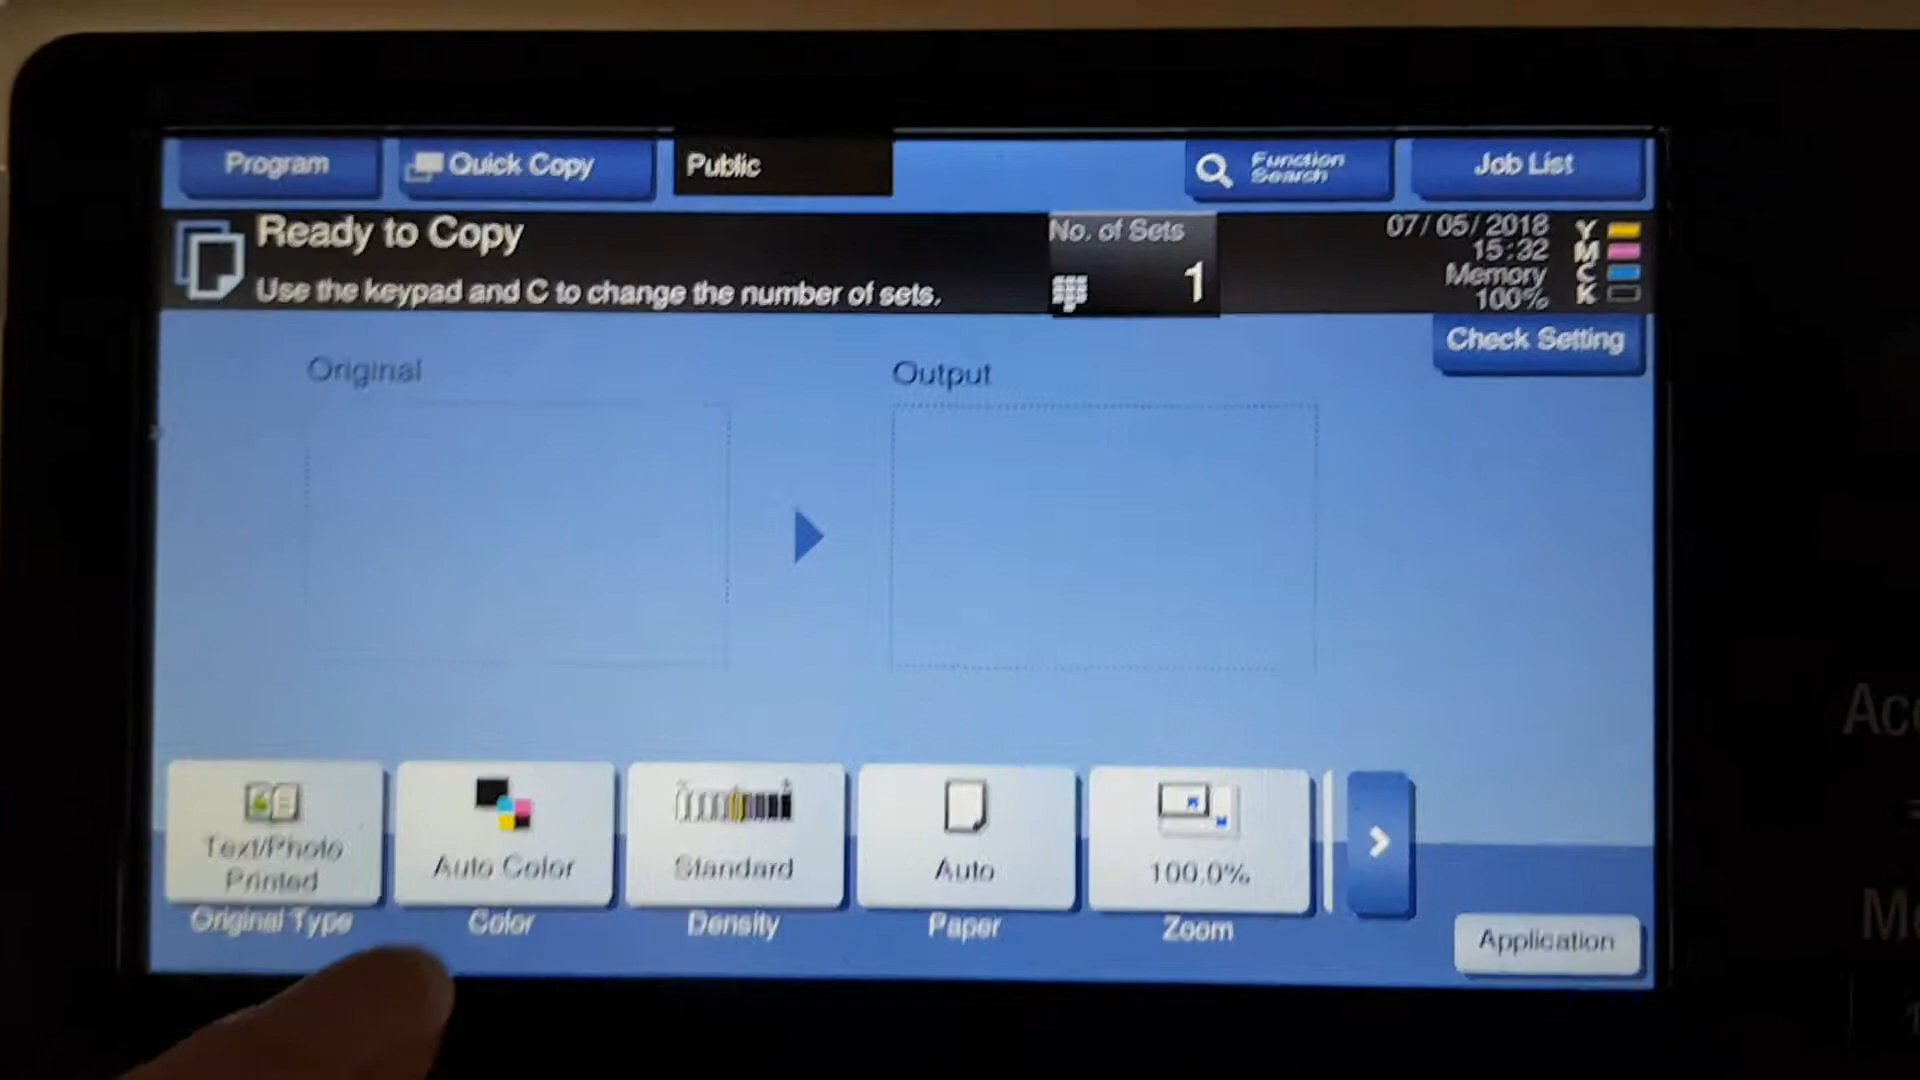 Program
Quick Copy
Public
Function
Search
Job List
Ready to Copy
Use the keypad and C to change the number of sets.
No. of Sets
1
07/05/2018
15:32
Memory
100%
Y
M
C
K
Check Setting
Original
Output
Text/Photo
Printed
Auto Color
Standard
Auto
100.0%
Original Type
Color
Density
Paper
Zoom
Application